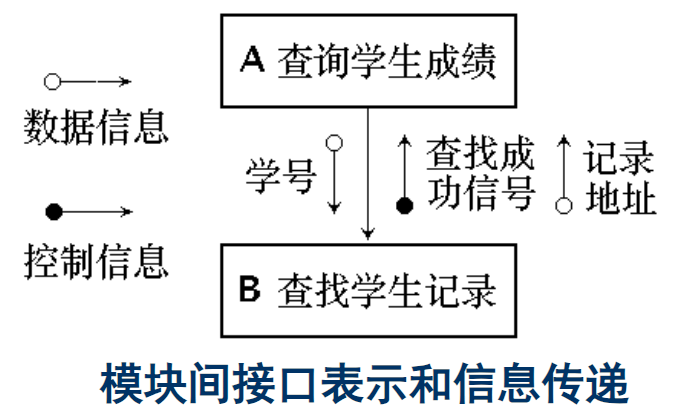 A 查询学生成绩
数据信息
学号
查找成
功信号
记录
地址
控制信息
B 查找学生记录
模块间接口表示和信息传递